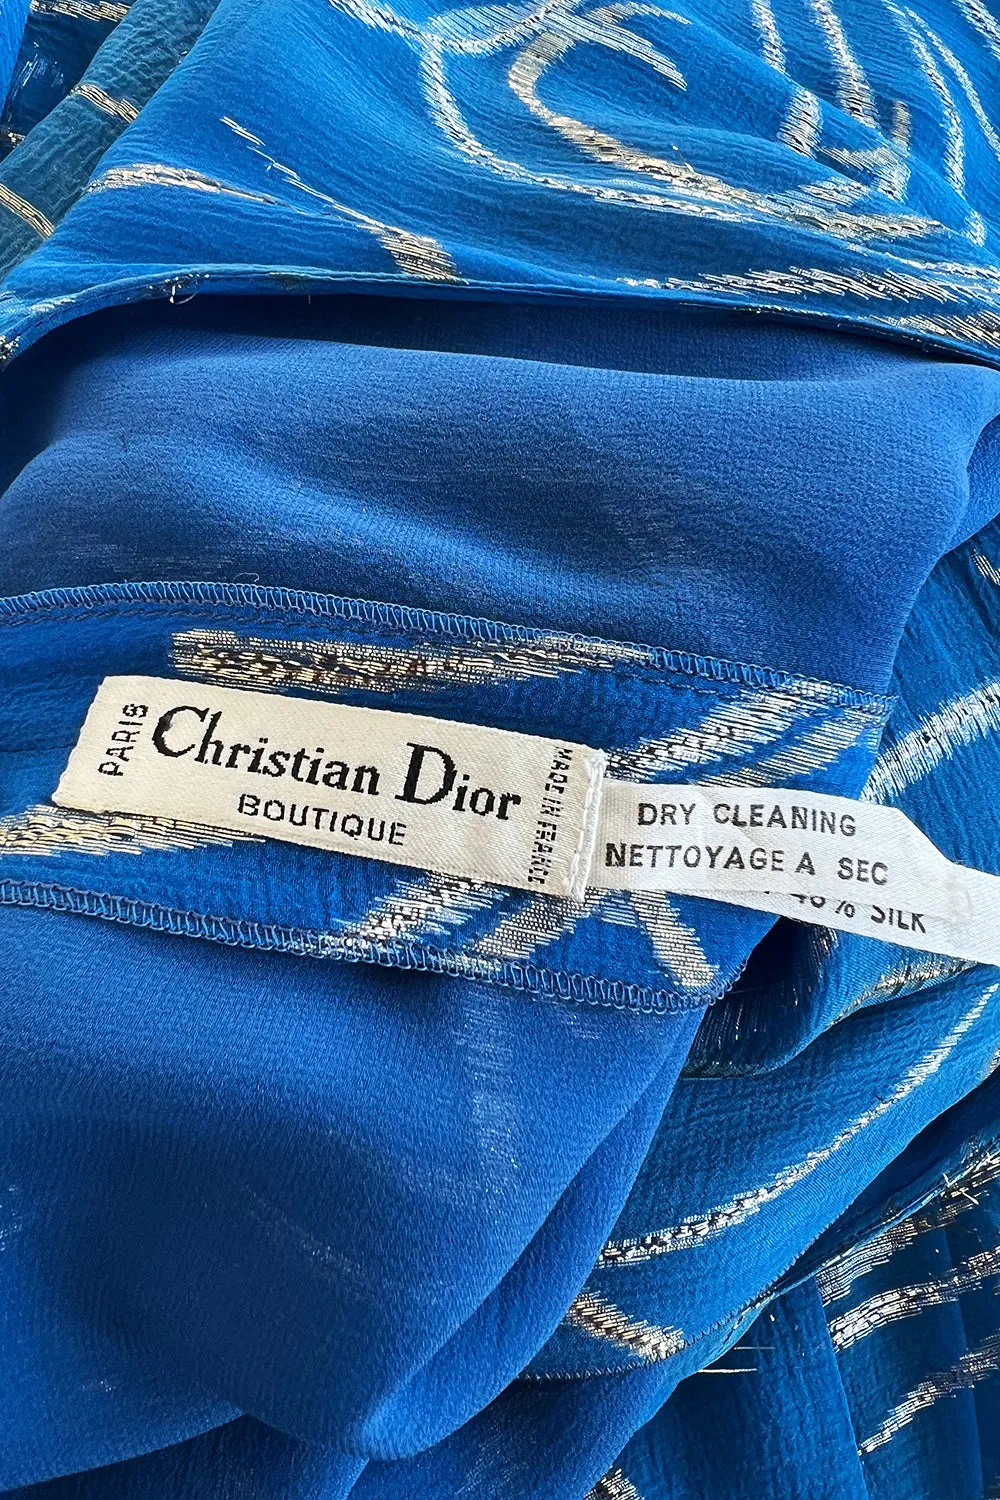 PARIS
Christian Dior
BOUTIQUE
MADE IN FRANCE
DRY CLEANING
NETTOYAGE A SEC
% SILK